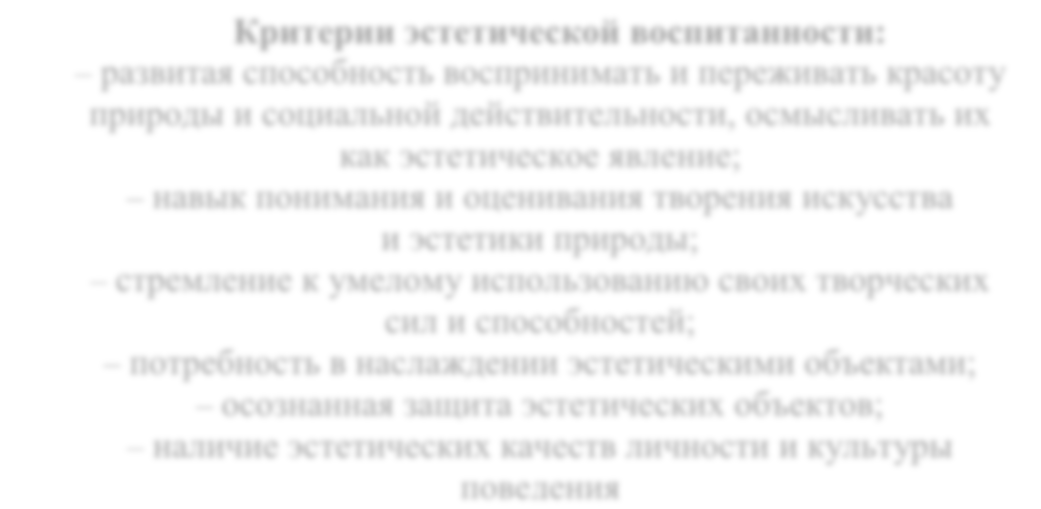 Критерии эстетической воспитанности:
– развитая способность воспринимать и переживать красоту
природы и социальной действительности, осмысливать их
как эстетическое явление;
– навык понимания и оценивания творения искусства
и эстетики природы;
– стремление к умелому использованию своих творческих
сил и способностей;
– потребность в наслаждении эстетическими объектами;
– осознанная защита эстетических объектов;
– наличие эстетических качеств личности и культуры
поведения